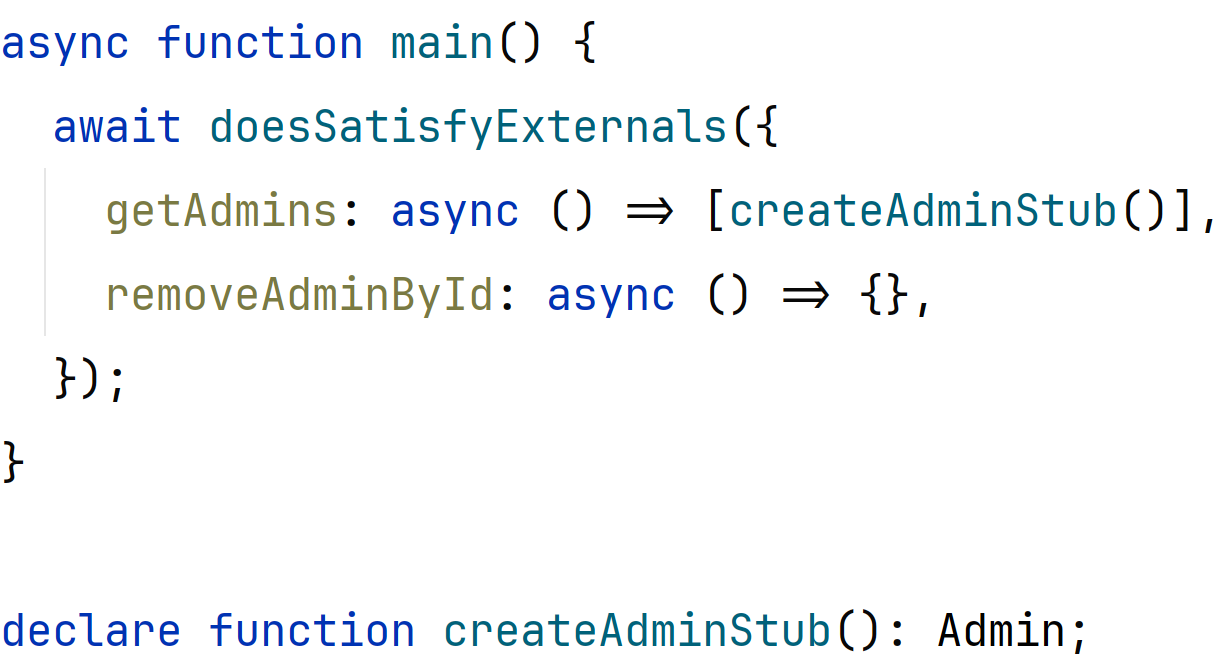 async function main() {
  await doesSatisfyExternals({
    getAdmins: async () => [createAdminStub()],
    removeAdminById: async () => {},
  });
}

declare function createAdminStub(): Admin;